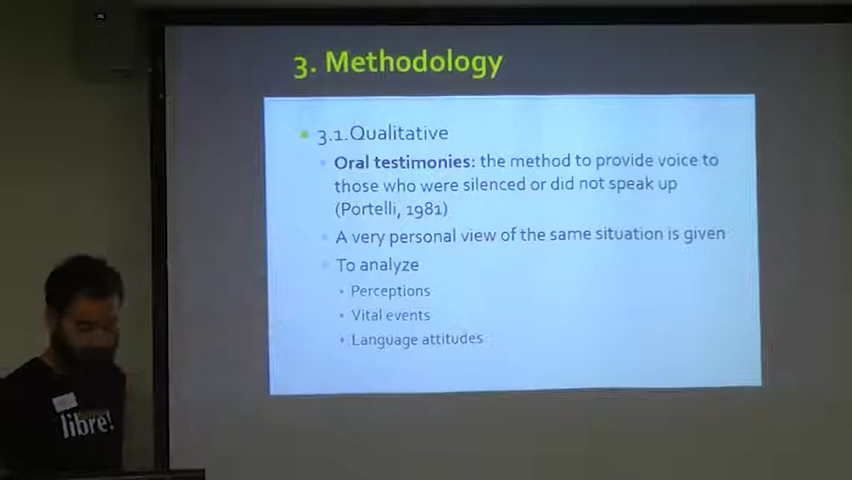 3. Methodology
3.1.Qualitative
Oral testimonies: the method to provide voice to
those who were silenced or did not speak up
(Portelli, 1981)
A very personal view of the same situation is given
To analyze
Perceptions
Vital events
Language attitudes
libre!